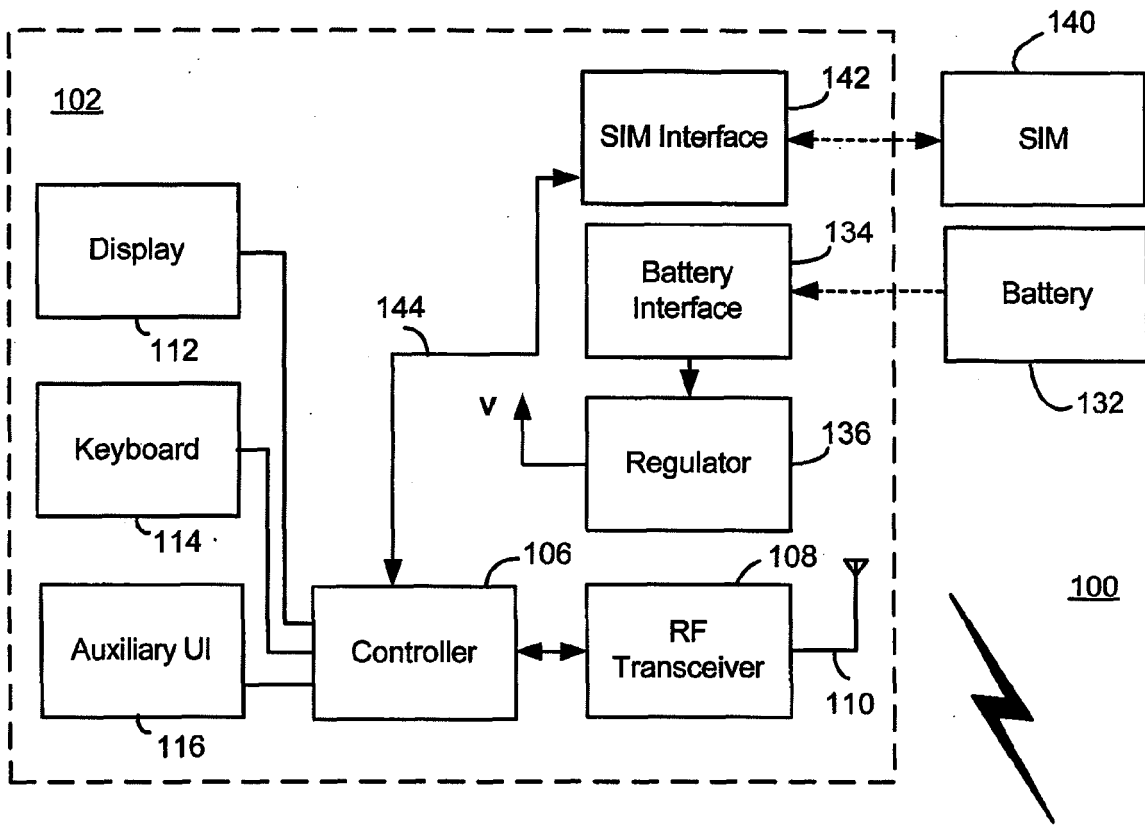 140
142
102
SIM Interface
SIM
Display
134
Battery
Interface
Battery
144
112
132
V
136
Keyboard
Regulator
114
106
108
100
Auxiliary UI
Controller
RF
Transceiver
110
116